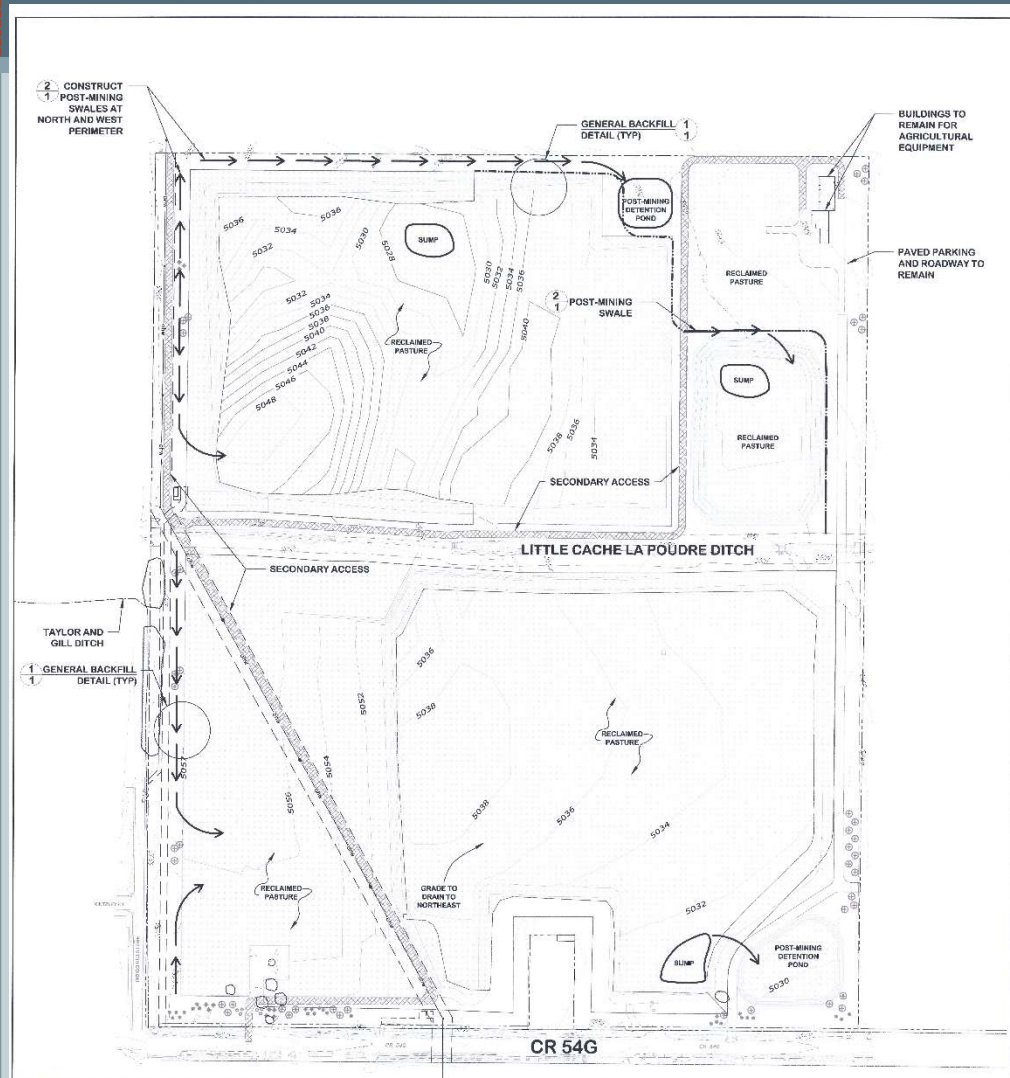 2
1
CONSTRUCT
POST-MINING
SWALES AT
NORTH AND WEST
PERIMETER
GENERAL BACKFILL
DETAIL (TYP)
1
1
BUILDINGS TO
REMAIN FOR
AGRICULTURAL
EQUIPMENT
POST-MINING
DETENTION
POND
PAVED PARKING
AND ROADWAY TO
REMAIN
5036
5034
5032
5036
5030
5028
SUMP
5030
5032
5034
5036
5040
RECLAIMED
PASTURE
2
1
POST-MINING
SWALE
5032
5034
5036
5038
5040
5042
5044
5046
5048
RECLAIMED
PASTURE
SUMP
RECLAIMED
PASTURE
5038
5036
5034
SECONDARY ACCESS
LITTLE CACHE LA POUDRE DITCH
SECONDARY ACCESS
TAYLOR AND
GILL DITCH
1
1
GENERAL BACKFILL
DETAIL (TYP)
5036
5038
5052
5054
5056
5052
RECLAIMED
PASTURE
5038
5036
5034
5032
RECLAIMED
PASTURE
GRADE TO
DRAIN TO
NORTHEAST
SUMP
POST-MINING
DETENTION
POND
5030
CR 54G